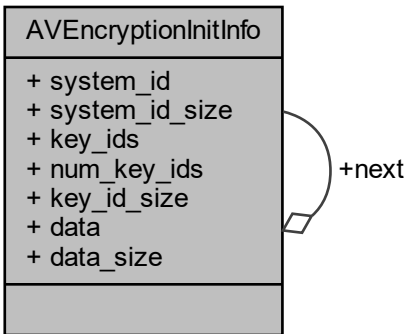 AVEncryptionInitInfo
+ system_id
+ system_id_size
+ key_ids
+ num_key_ids
+ key_id_size
+ data
+ data_size
+next